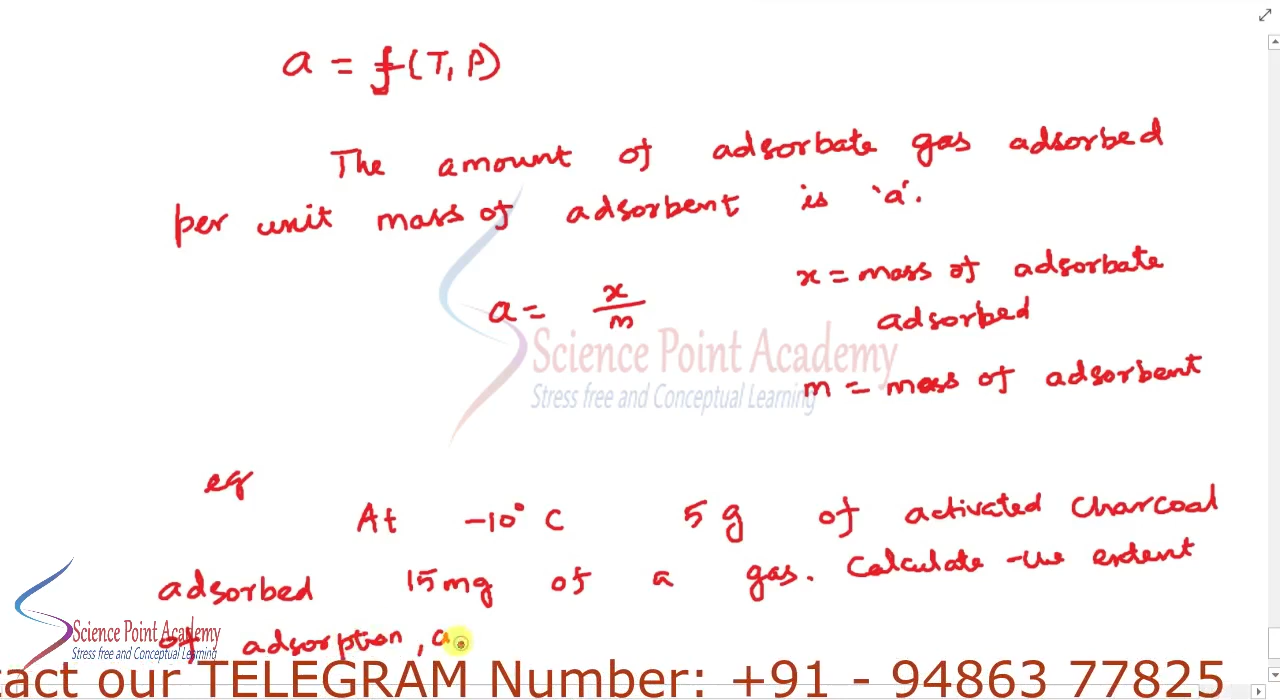 a = f(T, P)
The amount of adsorbate gas adsorbed
per unit mass of adsorbent is 'a'.
a = x/m
x = mass of adsorbate
adsorbed
Science Point Academy
Stress free and Conceptual Learning
m = mass of adsorbent
eg
At -10° C 5 g of activated charcoal
adsorbed 15mg of a gas. Calculate the extent
of adsorption, a
Science Point Academy
Stress free and Conceptual Learning
tact our TELEGRAM Number: +91 - 94863 77825